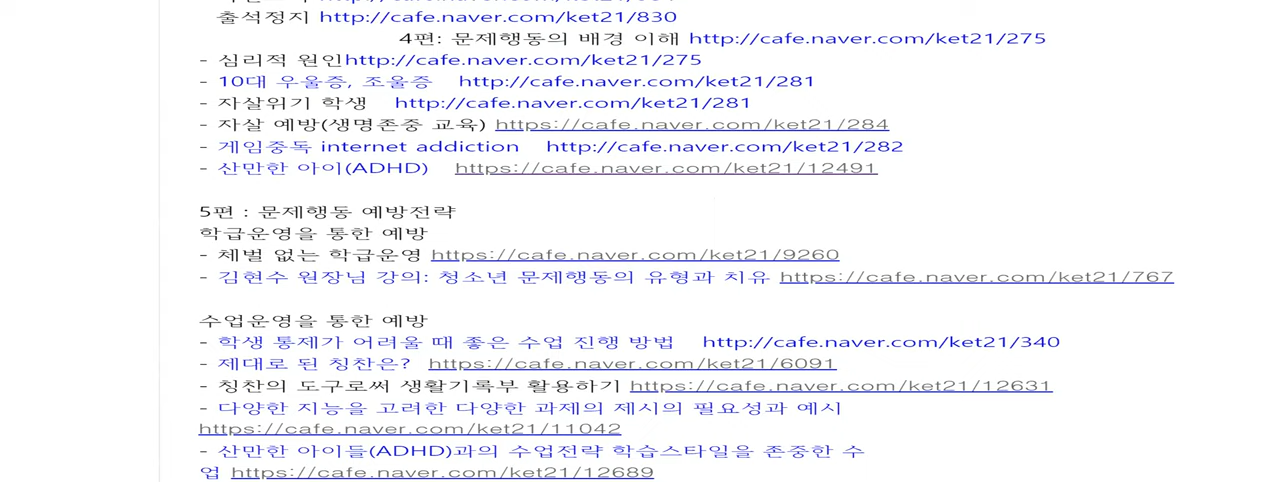 출석정지 http://cafe.naver.com/ket21/830
4편: 문제행동의 배경 이해 http://cafe.naver.com/ket21/275
- 심리적 원인http://cafe.naver.com/ket21/275
- 10대 우울증, 조울증 http://cafe.naver.com/ket21/281
- 자살위기 학생 http://cafe.naver.com/ket21/281
- 자살 예방(생명존중 교육) https://cafe.naver.com/ket21/284
- 게임중독 internet addiction http://cafe.naver.com/ket21/282
- 산만한 아이(ADHD) https://cafe.naver.com/ket21/12491
5편 : 문제행동 예방전략
학급운영을 통한 예방
- 체벌 없는 학급운영 https://cafe.naver.com/ket21/9260
- 김현수 원장님 강의: 청소년 문제행동의 유형과 치유 https://cafe.naver.com/ket21/767
수업운영을 통한 예방
- 학생 통제가 어려울 때 좋은 수업 진행 방법 http://cafe.naver.com/ket21/340
- 제대로 된 칭찬은? https://cafe.naver.com/ket21/6091
- 칭찬의 도구로써 생활기록부 활용하기 https://cafe.naver.com/ket21/12631
- 다양한 지능을 고려한 다양한 과제의 제시의 필요성과 예시
https://cafe.naver.com/ket21/11042
- 산만한 아이들(ADHD)과의 수업전략 학습스타일을 존중한 수
업 https://cafe.naver.com/ket21/12689